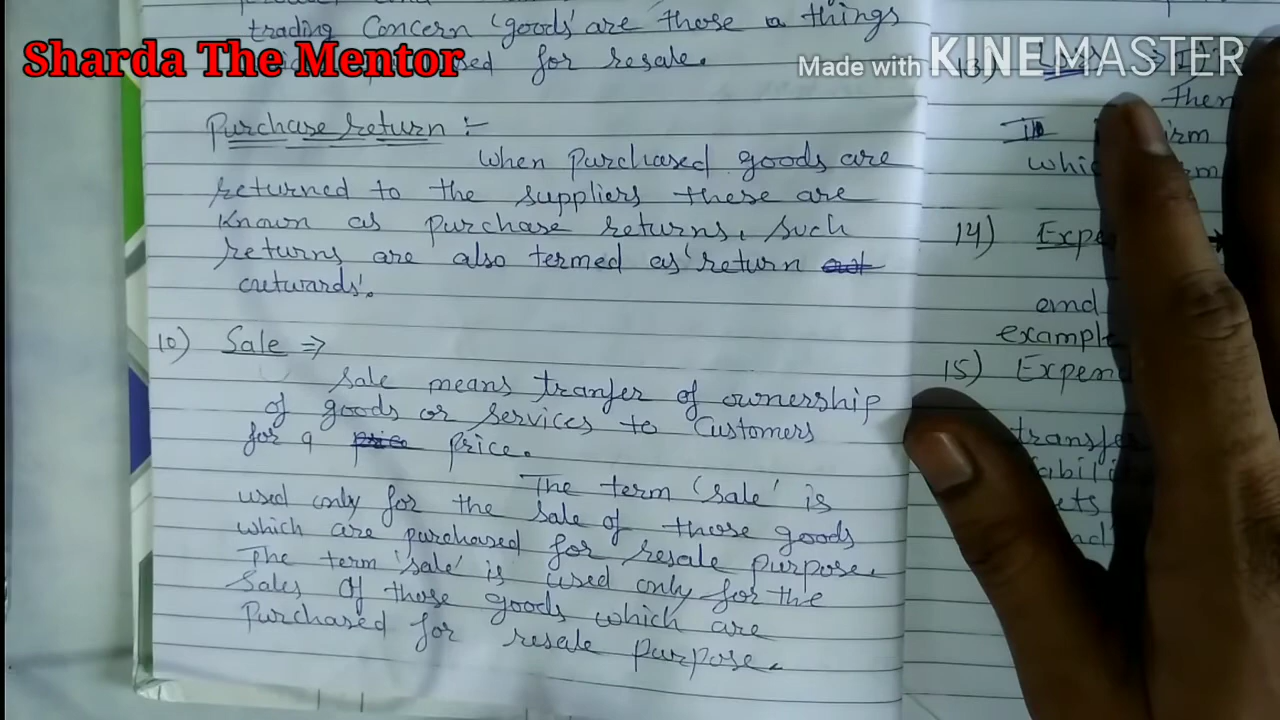 trading Concern 'goods' are those a things
Sharda The Mentor
for resale.
Made with KINEMASTER
Purchase return :-
When purchased goods are
returned to the suppliers these are
Known as purchase returns. Such
returns are also termed as 'return out
outwards'.
10) Sale ⇒
Sale means tranfer of ownership
of goods or services to Customers
for a price price.
The term 'sale' is
used only for the sale of those goods
which are purchased for resale purpose.
The term 'sale' is used only for the
Sales Of those goods which are
Purchased for resale purpose.
13)
14) Expe
and
example
15) Expen
transfe